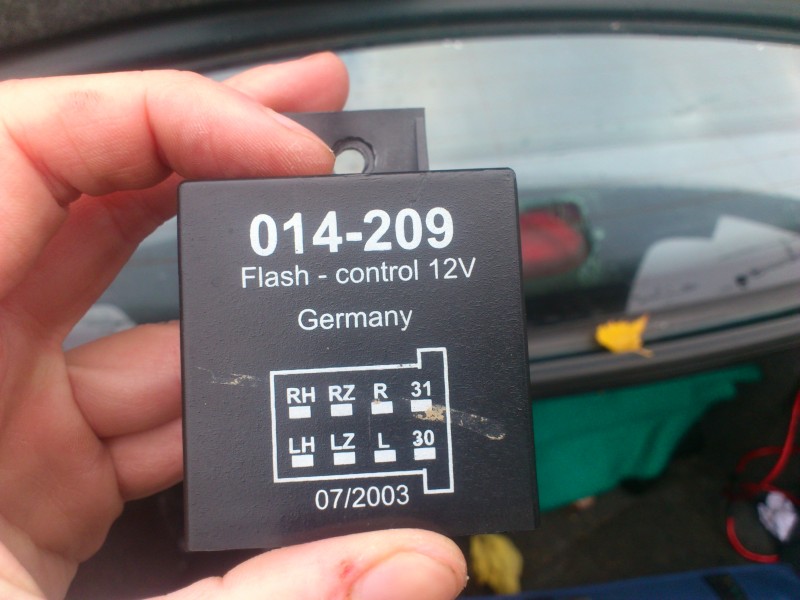 014-209
Flash - control 12V
Germany
RH RZ R 31
LH LZ L 30
07/2003